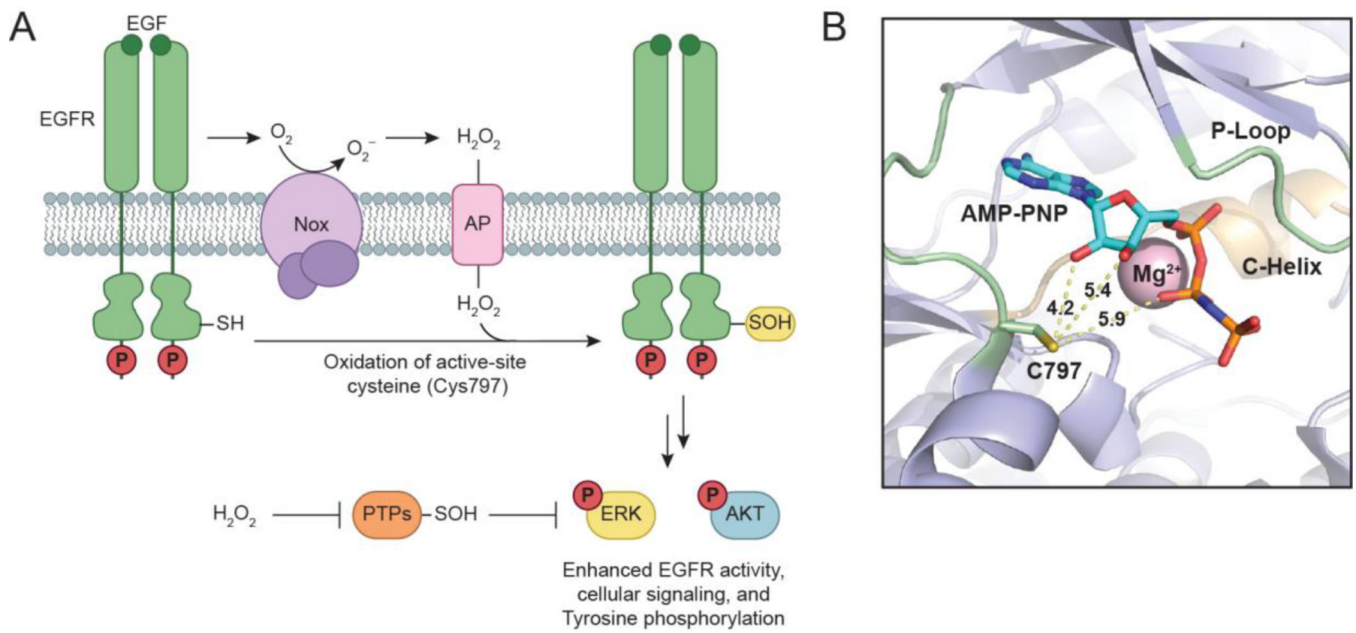 A
EGF
EGFR
O₂
O₂⁻
H₂O₂
Nox
AP
H₂O₂
SH
SOH
P
P
P
P
Oxidation of active-site
cysteine (Cys797)
H₂O₂
PTPs
SOH
P
ERK
P
AKT
Enhanced EGFR activity,
cellular signaling, and
Tyrosine phosphorylation
B
P-Loop
AMP-PNP
Mg²⁺
C-Helix
4.2
5.4
5.9
C797